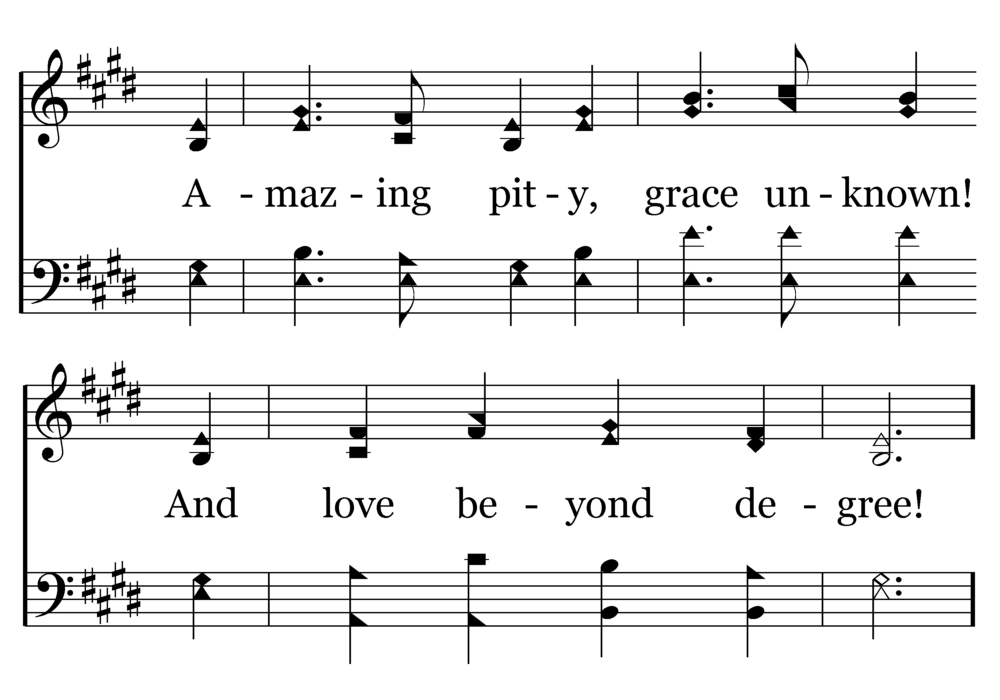 A - maz - ing pit - y, grace un - known!
And love be - yond de - gree!